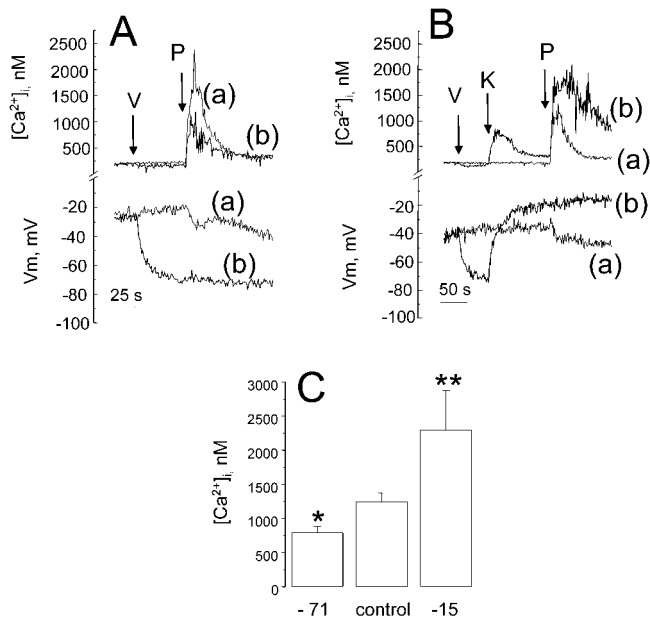 A
B
[Ca²⁺]i, nM
2500
2000
1500
1000
500
V
P
(a)
(b)
Vm, mV
-20
-40
-60
-80
-100
(a)
(b)
25 s
[Ca²⁺]i, nM
2500
2000
1500
1000
500
V
K
P
(b)
(a)
Vm, mV
-20
-40
-60
-80
-100
(b)
(a)
50 s
C
[Ca²⁺]i, nM
3000
2500
2000
1500
1000
500
0
*
**
- 71 control -15